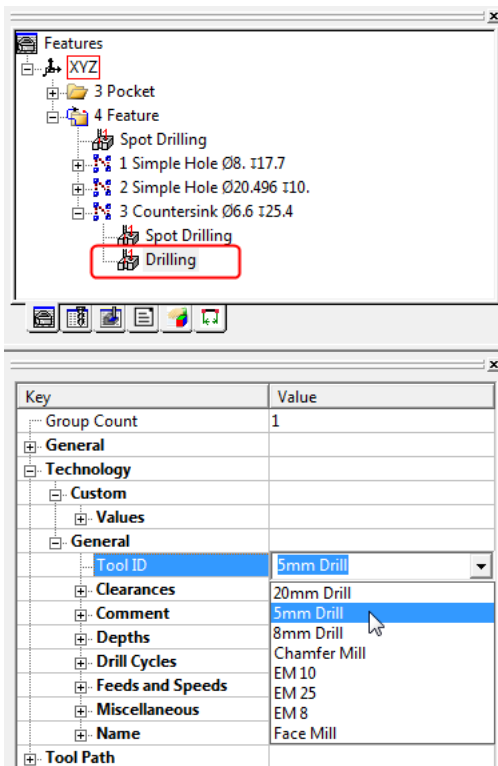 Features
XYZ
3 Pocket
4 Feature
Spot Drilling
1 Simple Hole Ø8. ↧17.7
2 Simple Hole Ø20.496 ↧10.
3 Countersink Ø6.6 ↧25.4
Spot Drilling
Drilling
Key Value
Group Count 1
General
Technology
Custom
Values
General
Tool ID 5mm Drill
Clearances 20mm Drill
Comment 5mm Drill
Depths 8mm Drill
Drill Cycles Chamfer Mill
Feeds and Speeds EM 10
Miscellaneous EM 25
Name EM 8
Tool Path Face Mill